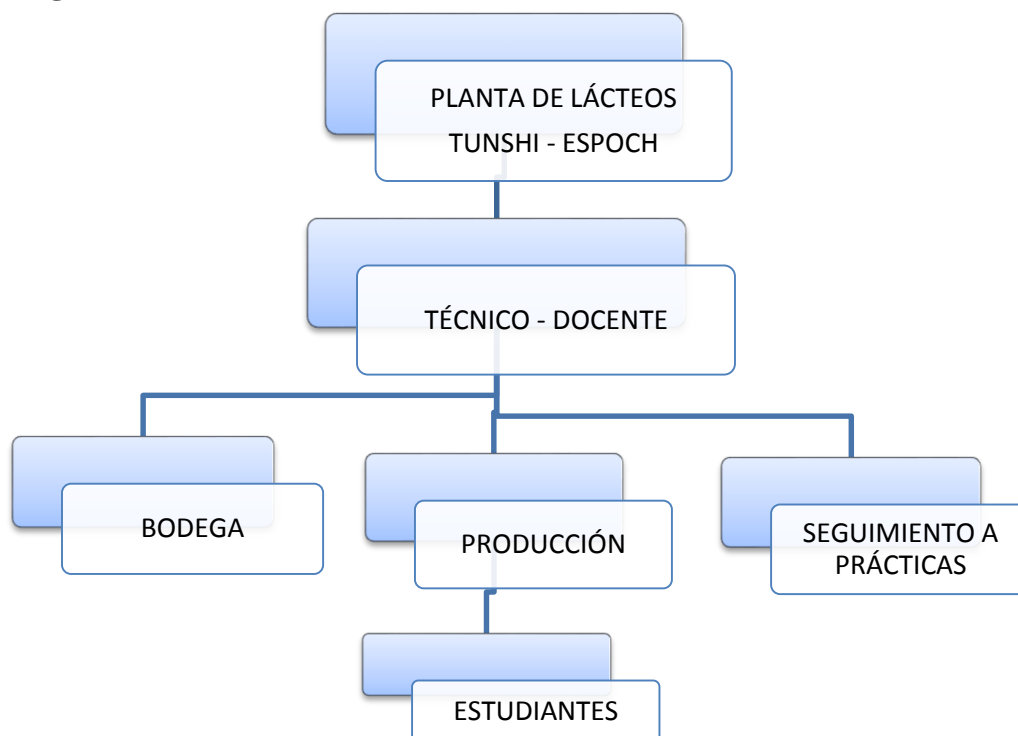 PLANTA DE LÁCTEOS
TUNSHI - ESPOCH
TÉCNICO - DOCENTE
BODEGA
PRODUCCIÓN
SEGUIMIENTO A
PRÁCTICAS
ESTUDIANTES